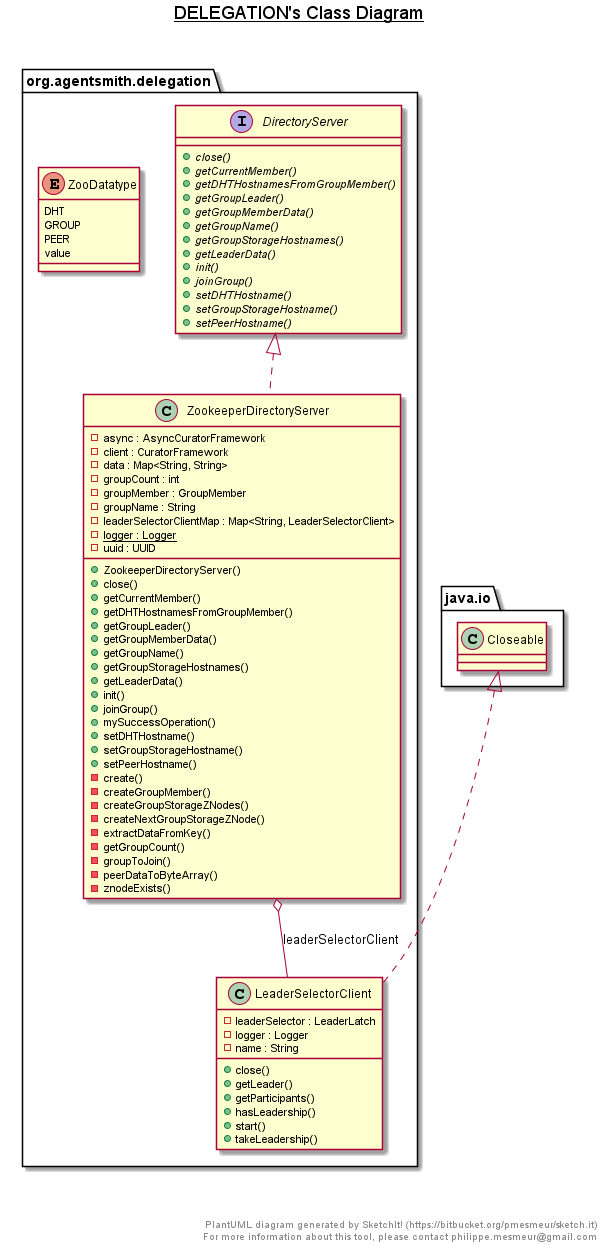 DELEGATION's Class Diagram
org.agentsmith.delegation
I DirectoryServer
close()
getCurrentMember()
getDHTHostnamesFromGroupMember()
getGroupLeader()
getGroupMemberData()
getGroupName()
getGroupStorageHostnames()
getLeaderData()
init()
joinGroup()
setDHTHostname()
setGroupStorageHostname()
setPeerHostname()
E ZooDatatype
DHT
GROUP
PEER
value
C ZookeeperDirectoryServer
async : AsyncCuratorFramework
client : CuratorFramework
data : Map<String, String>
groupCount : int
groupMember : GroupMember
groupName : String
leaderSelectorClientMap : Map<String, LeaderSelectorClient>
logger : Logger
uuid : UUID
ZookeeperDirectoryServer()
close()
getCurrentMember()
getDHTHostnamesFromGroupMember()
getGroupLeader()
getGroupMemberData()
getGroupName()
getGroupStorageHostnames()
getLeaderData()
init()
joinGroup()
mySuccessOperation()
setDHTHostname()
setGroupStorageHostname()
setPeerHostname()
create()
createGroupMember()
createGroupStorageZNodes()
createNextGroupStorageZNode()
extractDataFromKey()
getGroupCount()
groupToJoin()
peerDataToByteArray()
znodeExists()
java.io
C Closeable
leaderSelectorClient
C LeaderSelectorClient
leaderSelector : LeaderLatch
logger : Logger
name : String
close()
getLeader()
getParticipants()
hasLeadership()
start()
takeLeadership()
PlantUML diagram generated by SketchIt! (https://bitbucket.org/pmesmeur/sketch.it)
For more information about this tool, please contact philippe.mesmeur@gmail.com